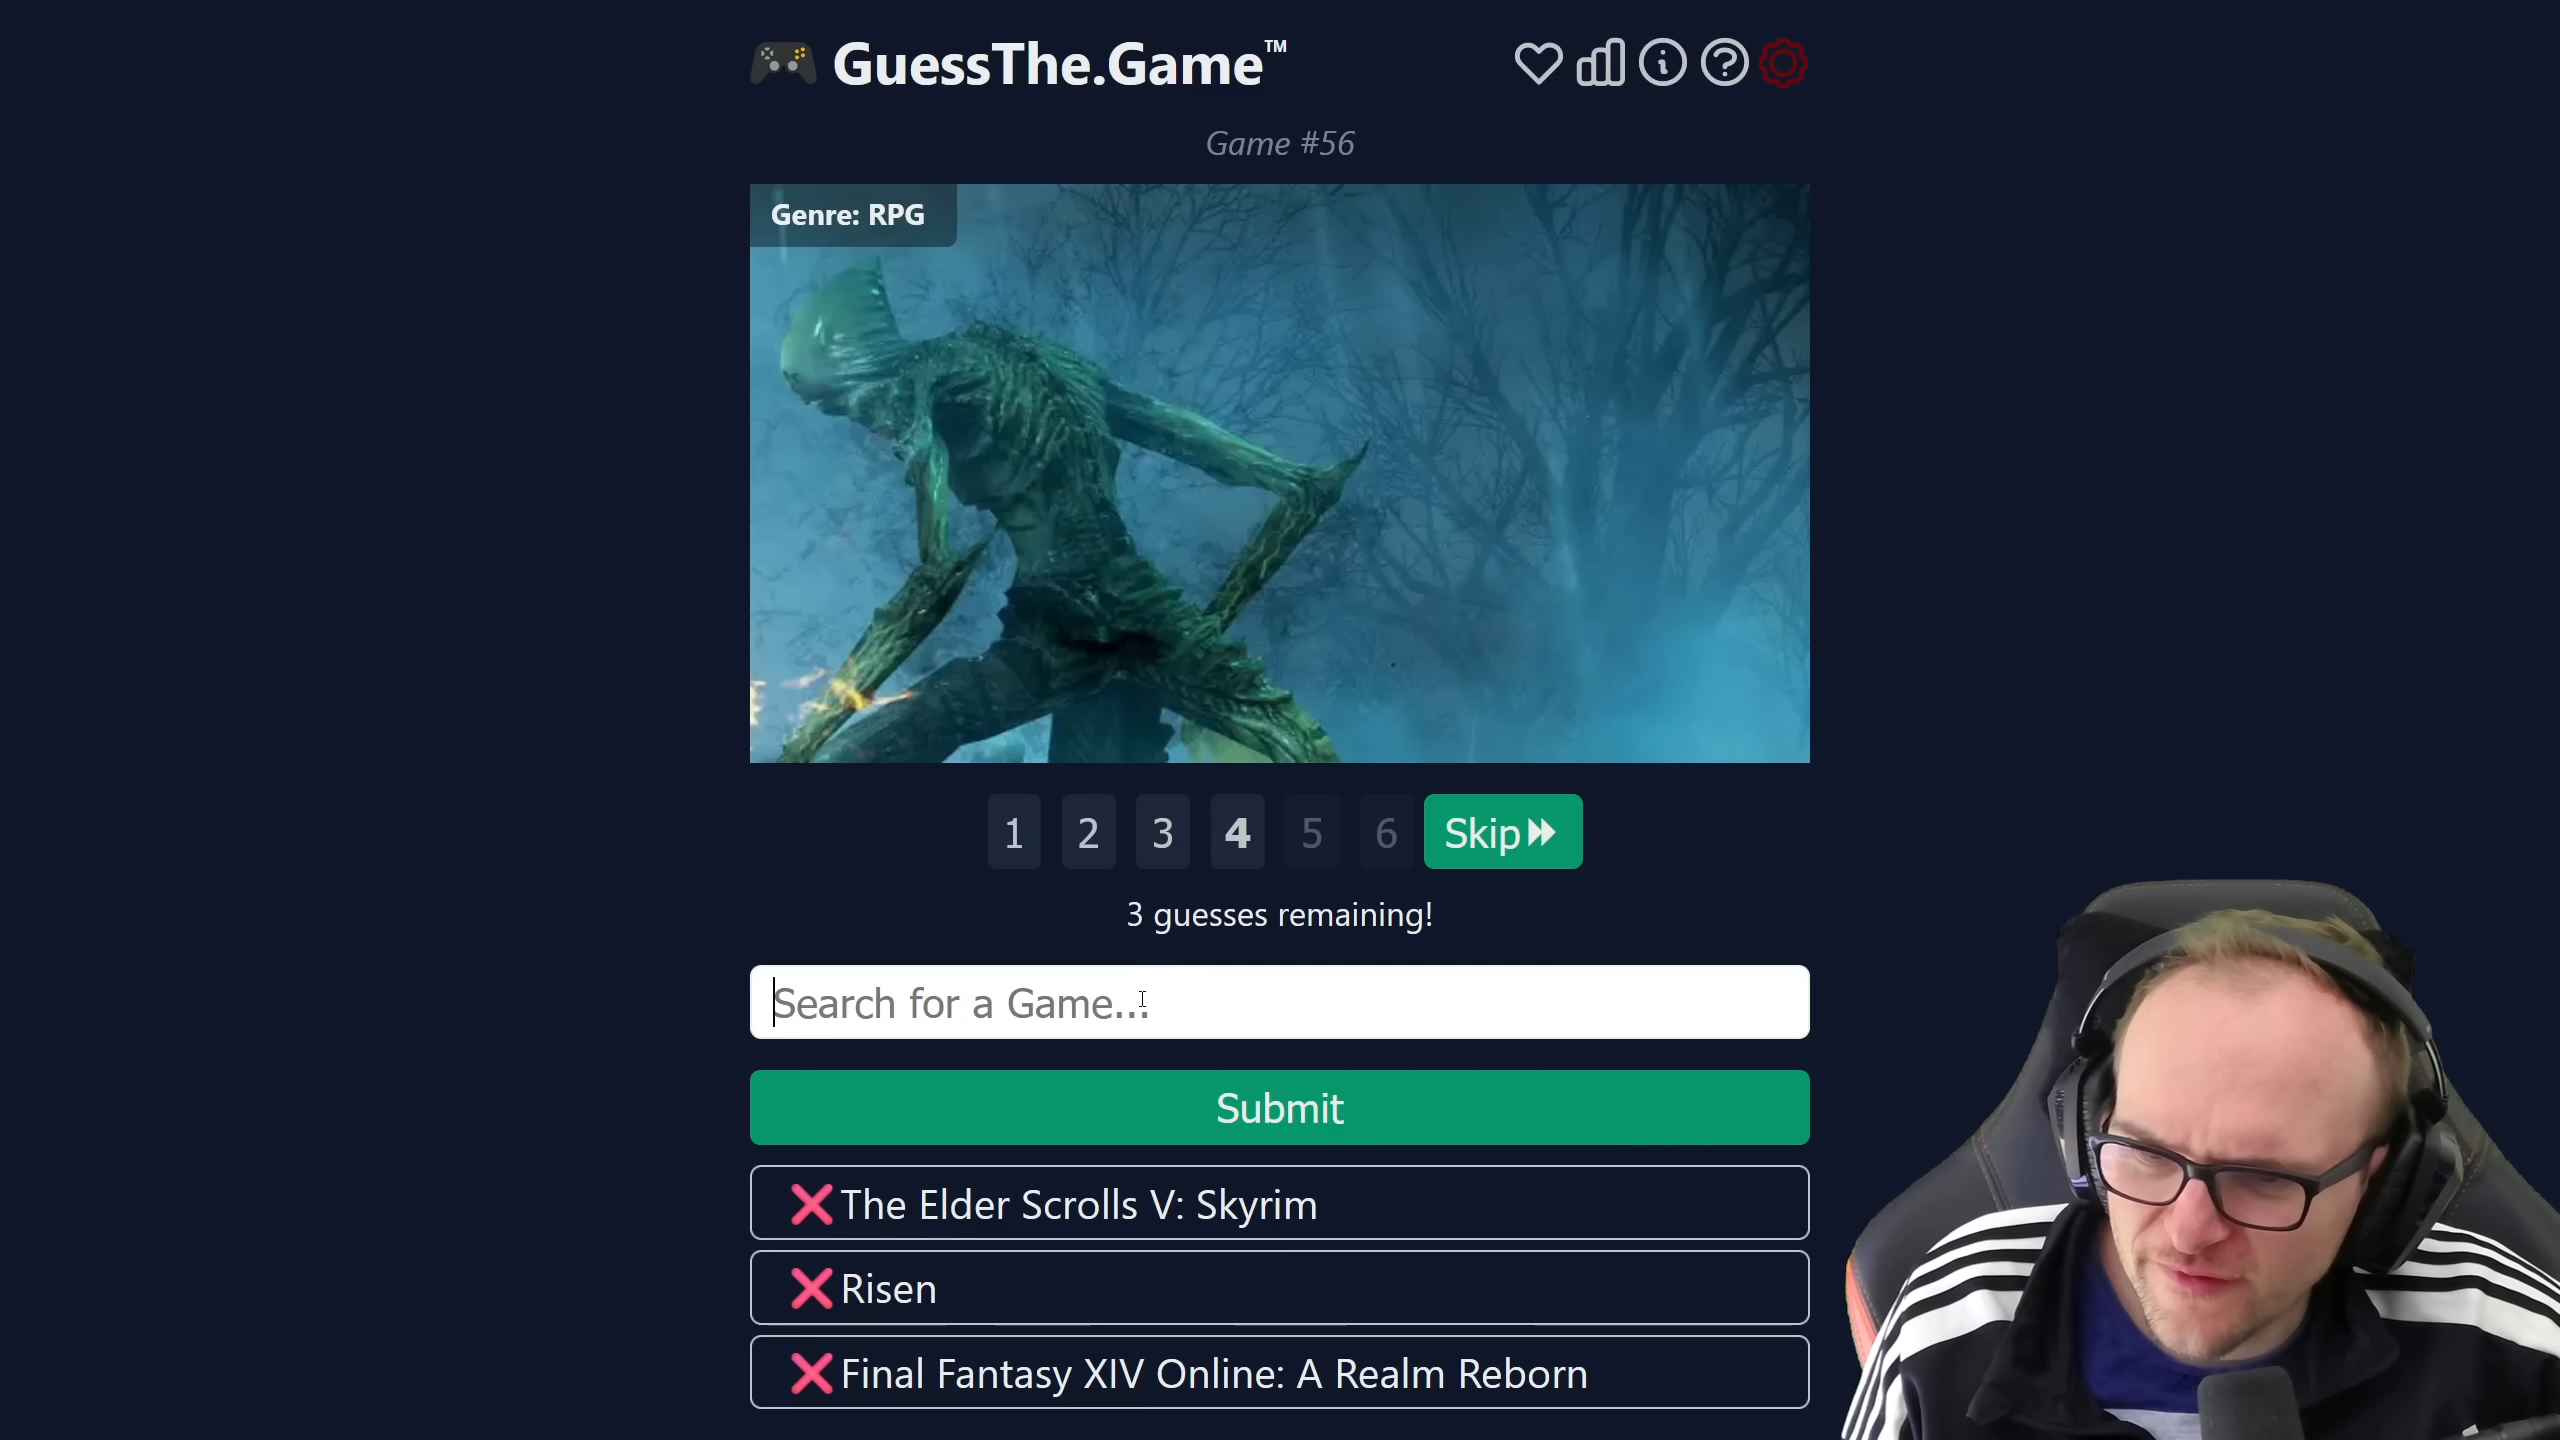 GuessThe.Game™
Game #56
Genre: RPG
1 2 3 4 5 6 Skip
3 guesses remaining!
Search for a Game...
Submit
The Elder Scrolls V: Skyrim
Risen
Final Fantasy XIV Online: A Realm Reborn